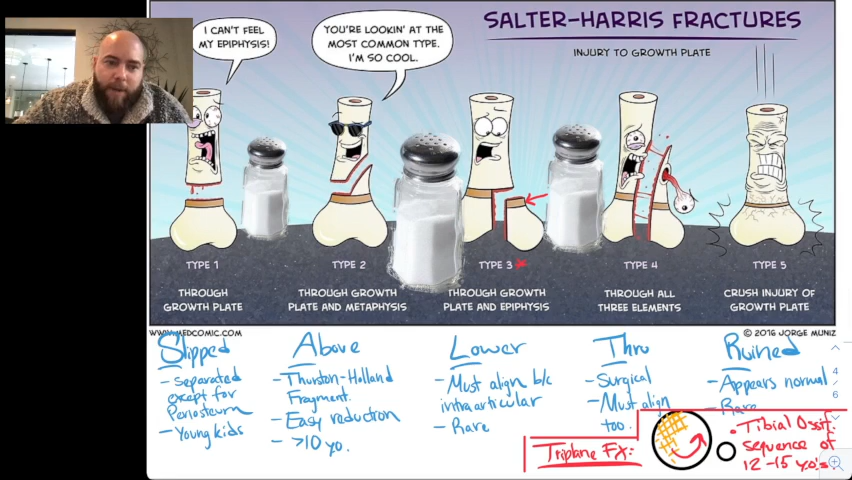 I CAN'T FEEL
MY EPIPHYSIS!
YOU'RE LOOKIN' AT THE
MOST COMMON TYPE.
I'M SO COOL.
SALTER-HARRIS FRACTURES
INJURY TO GROWTH PLATE
TYPE 1
TYPE 2
TYPE 3
TYPE 4
TYPE 5
THROUGH
GROWTH PLATE
THROUGH GROWTH
PLATE AND METAPHYSIS
THROUGH GROWTH
PLATE AND EPIPHYSIS
THROUGH ALL
THREE ELEMENTS
CRUSH INJURY OF
GROWTH PLATE
WWW.MEDCOMIC.COM
© 2016 JORGE MUNIZ
Slipped
- Separated
except for
Periosteum
- Young kids
Above
- Thurston-Holland
Fragment.
- Easy reduction
- >10 yo.
Lower
- Must align b/c
intraarticular
- Rare
Thru
- Surgical
- Must align
too.
Ruined
- Appears normal
- Rare
4
/
6
Triplane Fx:
• Tibial Ossif.
sequence of
12-15 y.o's.